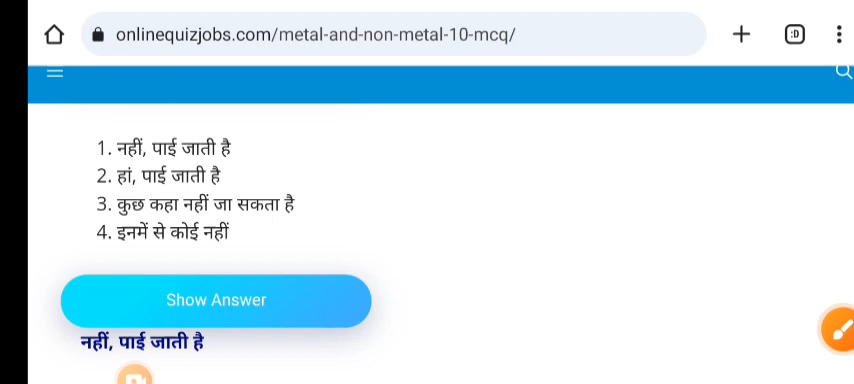 onlinequizjobs.com/metal-and-non-metal-10-mcq/
:D
1. नहीं, पाई जाती है
2. हां, पाई जाती है
3. कुछ कहा नहीं जा सकता है
4. इनमें से कोई नहीं
Show Answer
नहीं, पाई जाती है